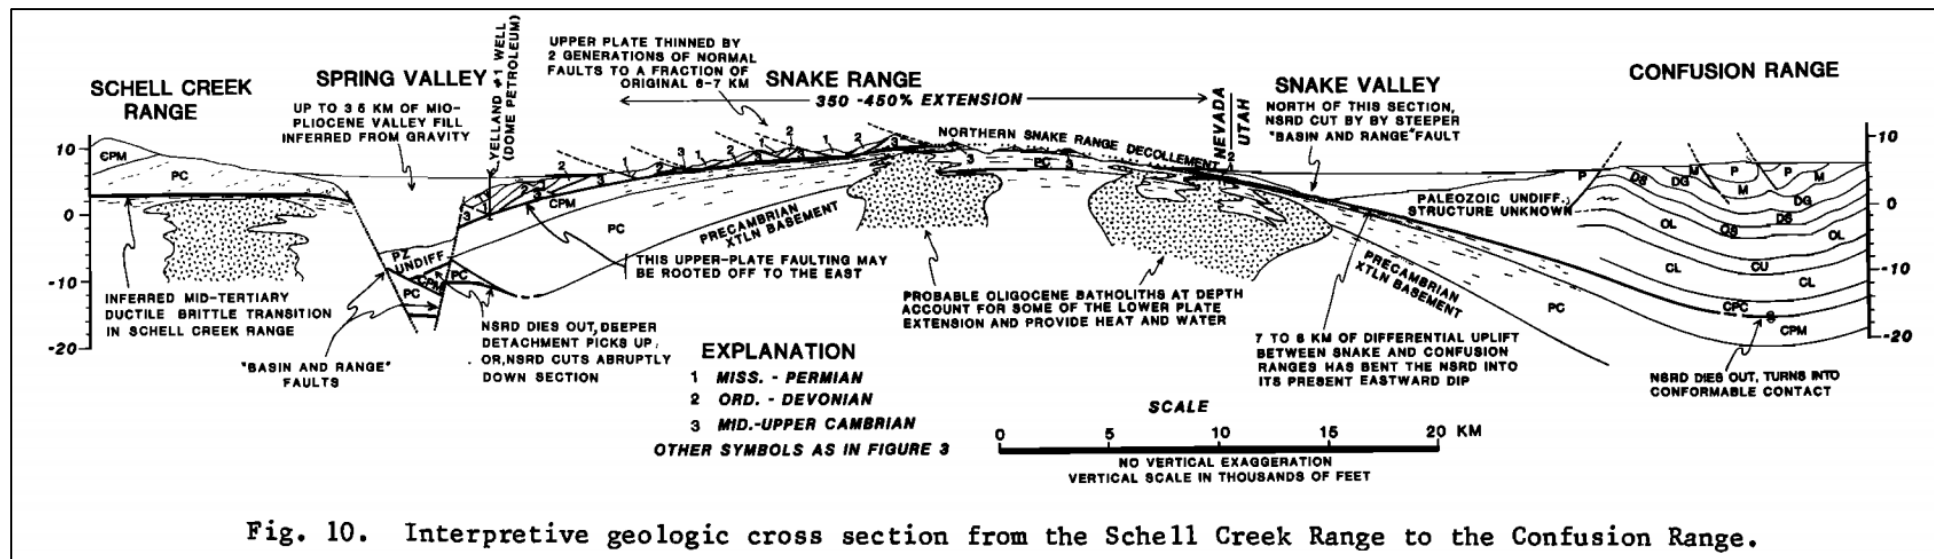 SCHELL CREEK
RANGE
SPRING VALLEY
UP TO 3.5 KM OF MIO-
PLIOCENE VALLEY FILL
INFERRED FROM GRAVITY
YELLAND #1 WELL
(DOME PETROLEUM)
UPPER PLATE THINNED BY
2 GENERATIONS OF NORMAL
FAULTS TO A FRACTION OF
ORIGINAL 6-7 KM
SNAKE RANGE
350 -450% EXTENSION
NORTHERN SNAKE RANGE DECOLLEMENT
NEVADA
UTAH
SNAKE VALLEY
NORTH OF THIS SECTION,
NSRD CUT BY BY STEEPER
"BASIN AND RANGE" FAULT
CONFUSION RANGE
10
0
-10
-20
CPM
PC
INFERRED MID-TERTIARY
DUCTILE BRITTLE TRANSITION
IN SCHELL CREEK RANGE
"BASIN AND RANGE"
FAULTS
PZ
UNDIFF
CPM
PC
PC
NSRD DIES OUT, DEEPER
DETACHMENT PICKS UP
OR, NSRD CUTS ABRUPTLY
DOWN SECTION
CPM
PC
PRECAMBRIAN
XTLN BASEMENT
THIS UPPER-PLATE FAULTING MAY
BE ROOTED OFF TO THE EAST
3
PC
3
2
PROBABLE OLIGOCENE BATHOLITHS AT DEPTH
ACCOUNT FOR SOME OF THE LOWER PLATE
EXTENSION AND PROVIDE HEAT AND WATER
PALEOZOIC UNDIFF.
STRUCTURE UNKNOWN
PRECAMBRIAN
XTLN BASEMENT
PC
7 TO 8 KM OF DIFFERENTIAL UPLIFT
BETWEEN SNAKE AND CONFUSION
RANGES HAS BENT THE NSRD INTO
ITS PRESENT EASTWARD DIP
P
DS
DG
M
P
M
P
M
DG
DS
OS
OL
OL
CL
CU
CL
CPC
CPM
10
0
-10
-20
NSRD DIES OUT, TURNS INTO
CONFORMABLE CONTACT
EXPLANATION
1 MISS. - PERMIAN
2 ORD. - DEVONIAN
3 MID.-UPPER CAMBRIAN
OTHER SYMBOLS AS IN FIGURE 3
SCALE
0 5 10 15 20 KM
NO VERTICAL EXAGGERATION
VERTICAL SCALE IN THOUSANDS OF FEET
Fig. 10. Interpretive geologic cross section from the Schell Creek Range to the Confusion Range.